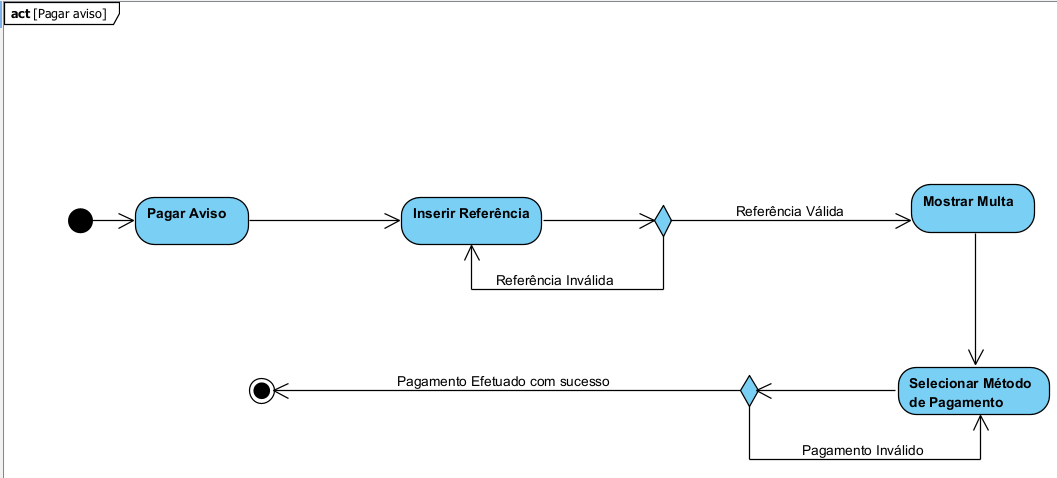 act [Pagar aviso]
Pagar Aviso
Inserir Referência
Referência Válida
Mostrar Multa
Referência Inválida
Pagamento Efetuado com sucesso
Selecionar Método
de Pagamento
Pagamento Inválido